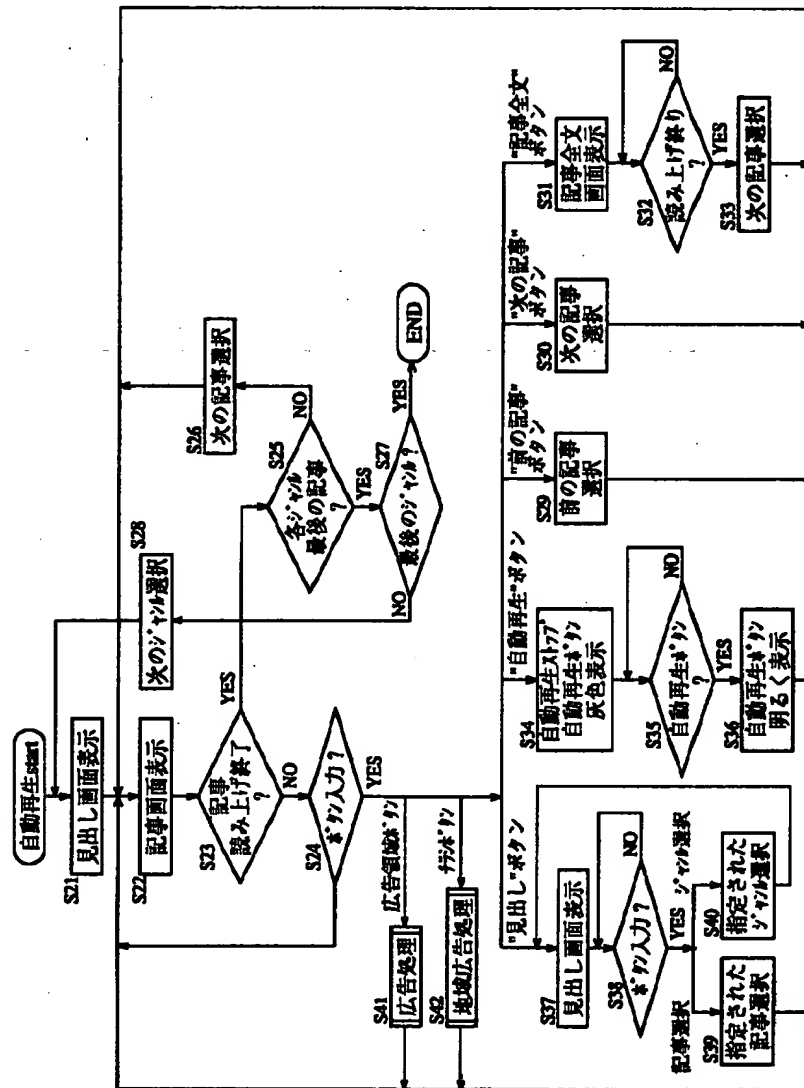 自動再生start
S21
見出し画面表示
S22
記事画面表示
S23
記事
読み上げ終了
?
YES
NO
S24
ボタン入力?
YES
S28
次のジャンル選択
S25
各ジャンル
最後の記事
?
NO
YES
S26
次の記事選択
S27
最後のジャンル?
NO
YES
END
広告領域ボタン
S41
広告処理
チラシボタン
S42
地域広告処理
"見出し"ボタン
S37
見出し画面表示
S38
ボタン入力?
NO
YES
記事選択
ジャンル選択
S39
指定された
記事選択
S40
指定された
ジャンル選択
"自動再生"ボタン
S34
自動再生ストップ
自動再生ボタン
灰色表示
S35
自動再生ボタン
?
NO
YES
S36
自動再生ボタン
明るく表示
"前の記事"
ボタン
S29
前の記事
選択
"次の記事"
ボタン
S30
次の記事
選択
"記事全文"
ボタン
S31
記事全文
画面表示
S32
読み上げ終り
?
NO
YES
S33
次の記事選択